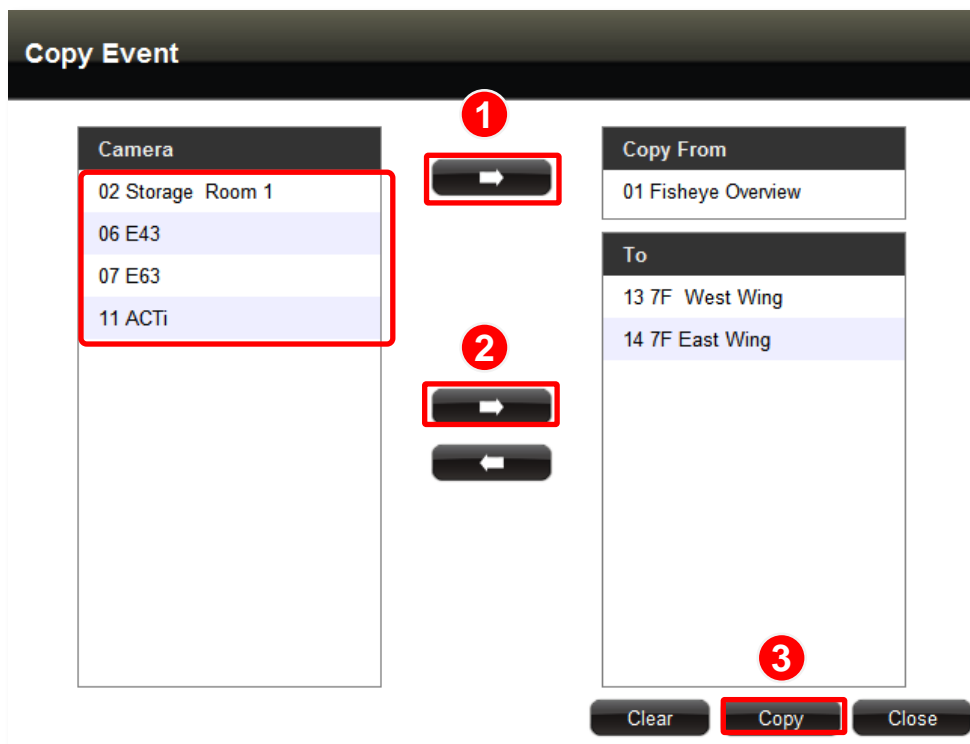 Copy Event
1
Camera
02 Storage Room 1
06 E43
07 E63
11 ACTi
2
Copy From
01 Fisheye Overview
To
13 7F West Wing
14 7F East Wing
3
Clear
Copy
Close